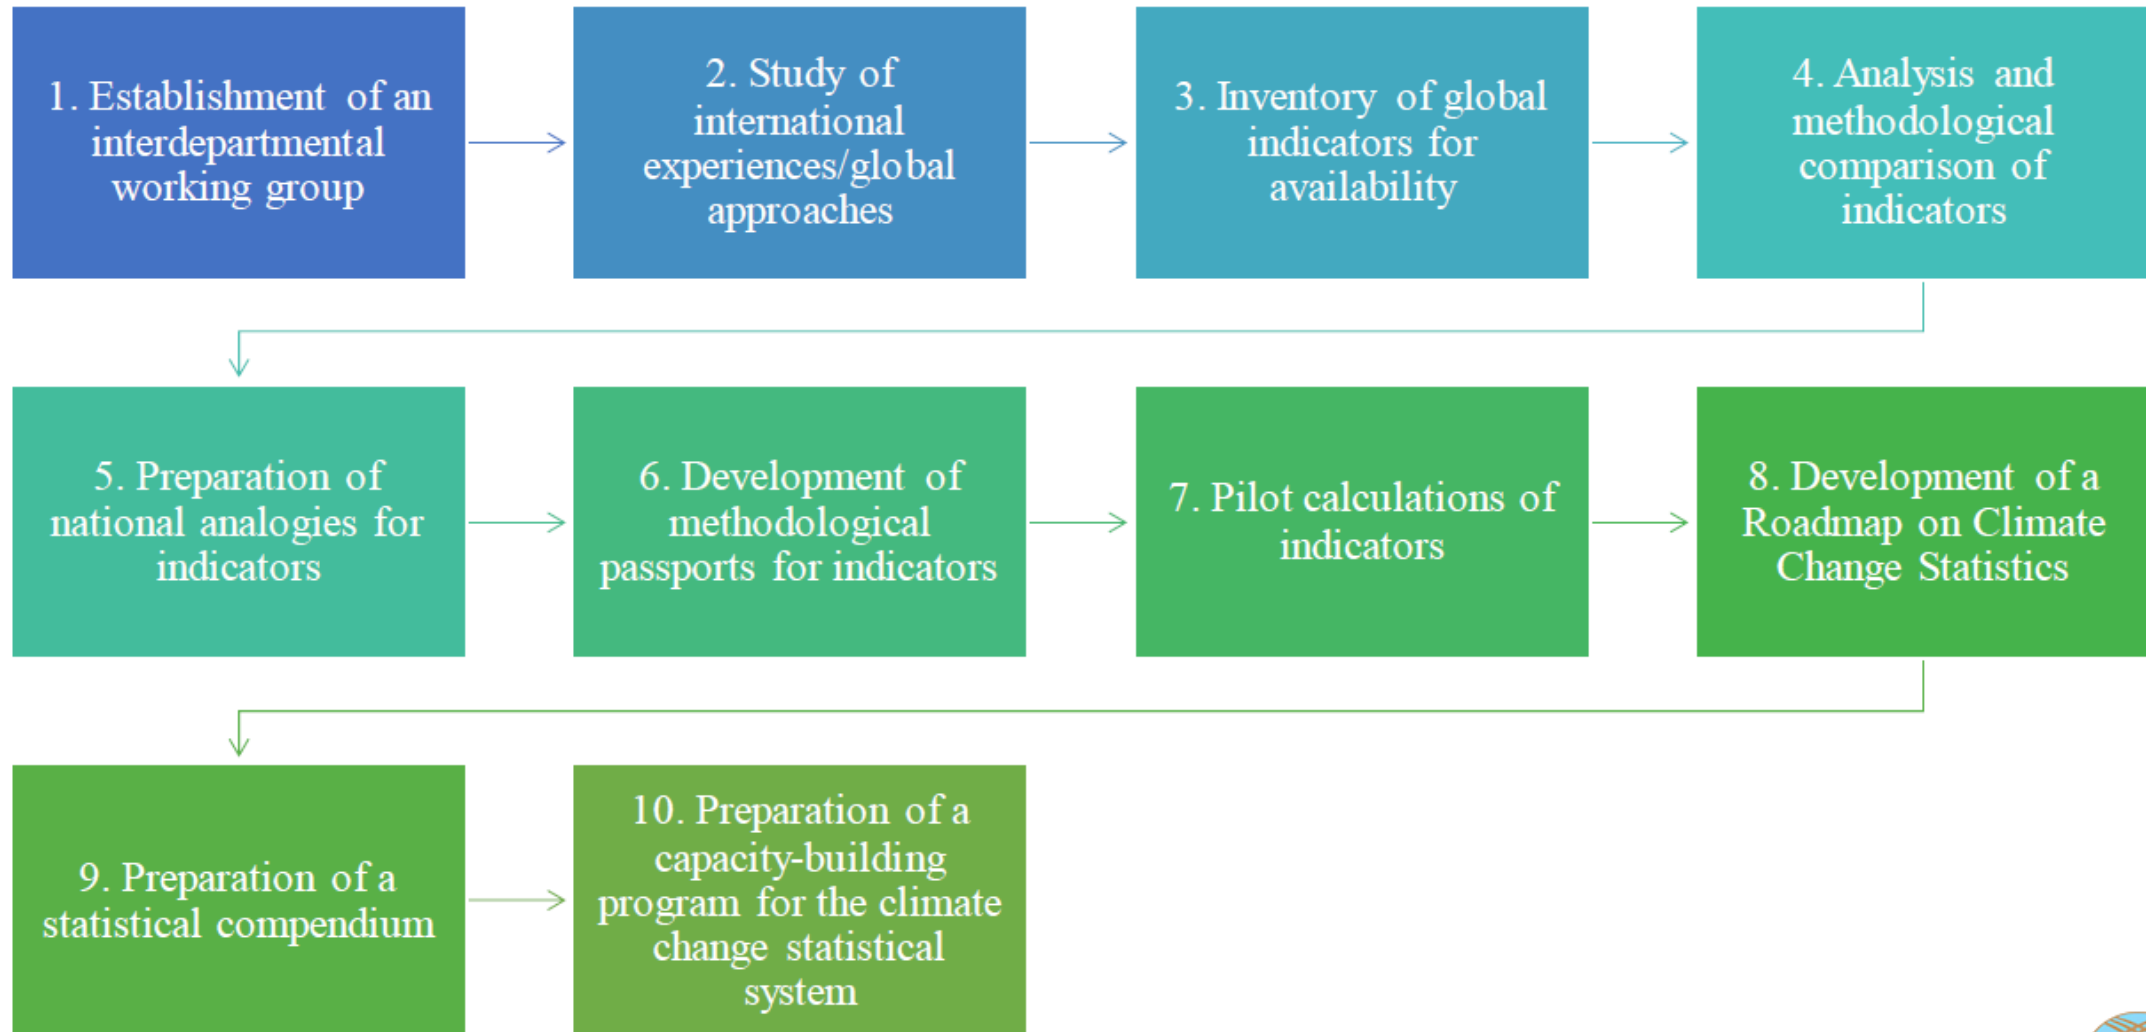 1. Establishment of an
interdepartmental
working group
2. Study of
international
experiences/global
approaches
3. Inventory of global
indicators for
availability
4. Analysis and
methodological
comparison of
indicators
5. Preparation of
national analogies for
indicators
6. Development of
methodological
passports for indicators
7. Pilot calculations of
indicators
8. Development of a
Roadmap on Climate
Change Statistics
9. Preparation of a
statistical compendium
10. Preparation of a
capacity-building
program for the climate
change statistical
system